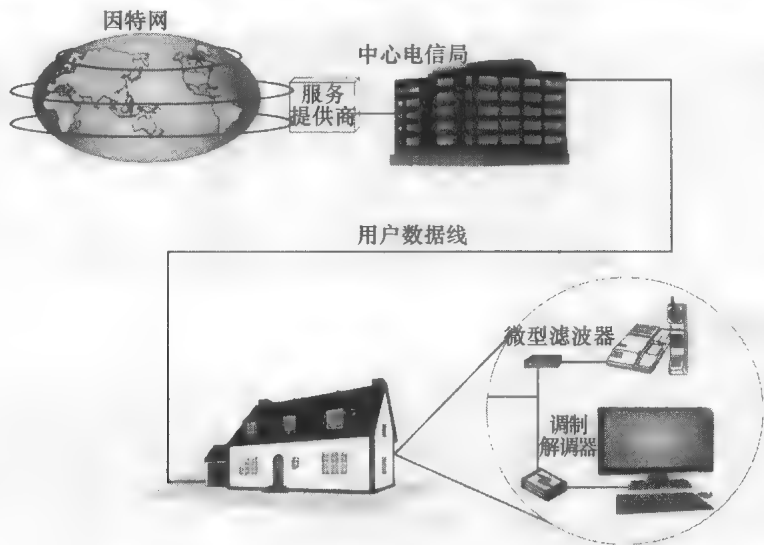 因特网
中心电信局
服务
提供商
用户数据线
微型滤波器
调制
解调器